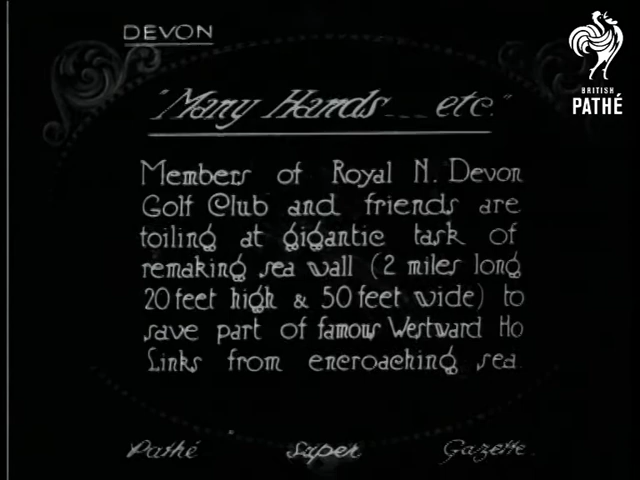 DEVON
BRITISH
PATHÉ
"Many Hands... etc."
Members of Royal N. Devon
Golf Club and friends are
toiling at gigantic task of
remaking sea wall (2 miles long
20 feet high & 50 feet wide) to
save part of famous Westward Ho
Links from encroaching sea.
Pathé Super Gazette.